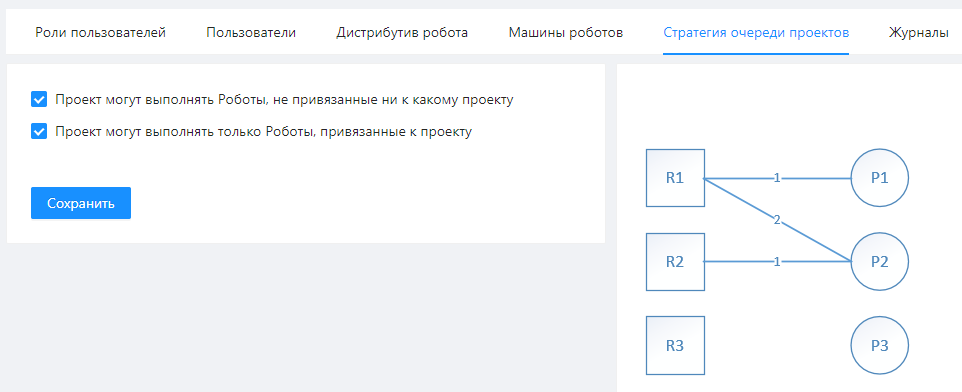 Роли пользователей Пользователи Дистрибутив робота Машины роботов Стратегия очереди проектов Журналы
Проект могут выполнять Роботы, не привязанные ни к какому проекту
Проект могут выполнять только Роботы, привязанные к проекту
Сохранить
R1 1 P1
2
R2 1 P2
R3 P3